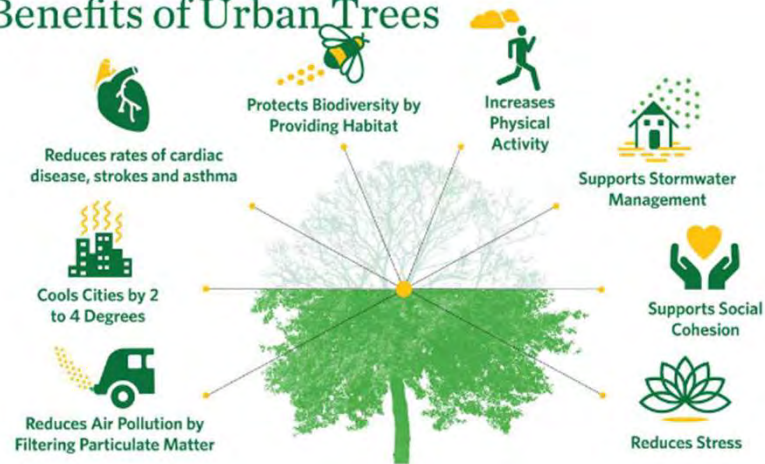 Benefits of Urban Trees
Protects Biodiversity by
Providing Habitat
Increases
Physical
Activity
Reduces rates of cardiac
disease, strokes and asthma
Supports Stormwater
Management
Cools Cities by 2
to 4 Degrees
Supports Social
Cohesion
Reduces Air Pollution by
Filtering Particulate Matter
Reduces Stress